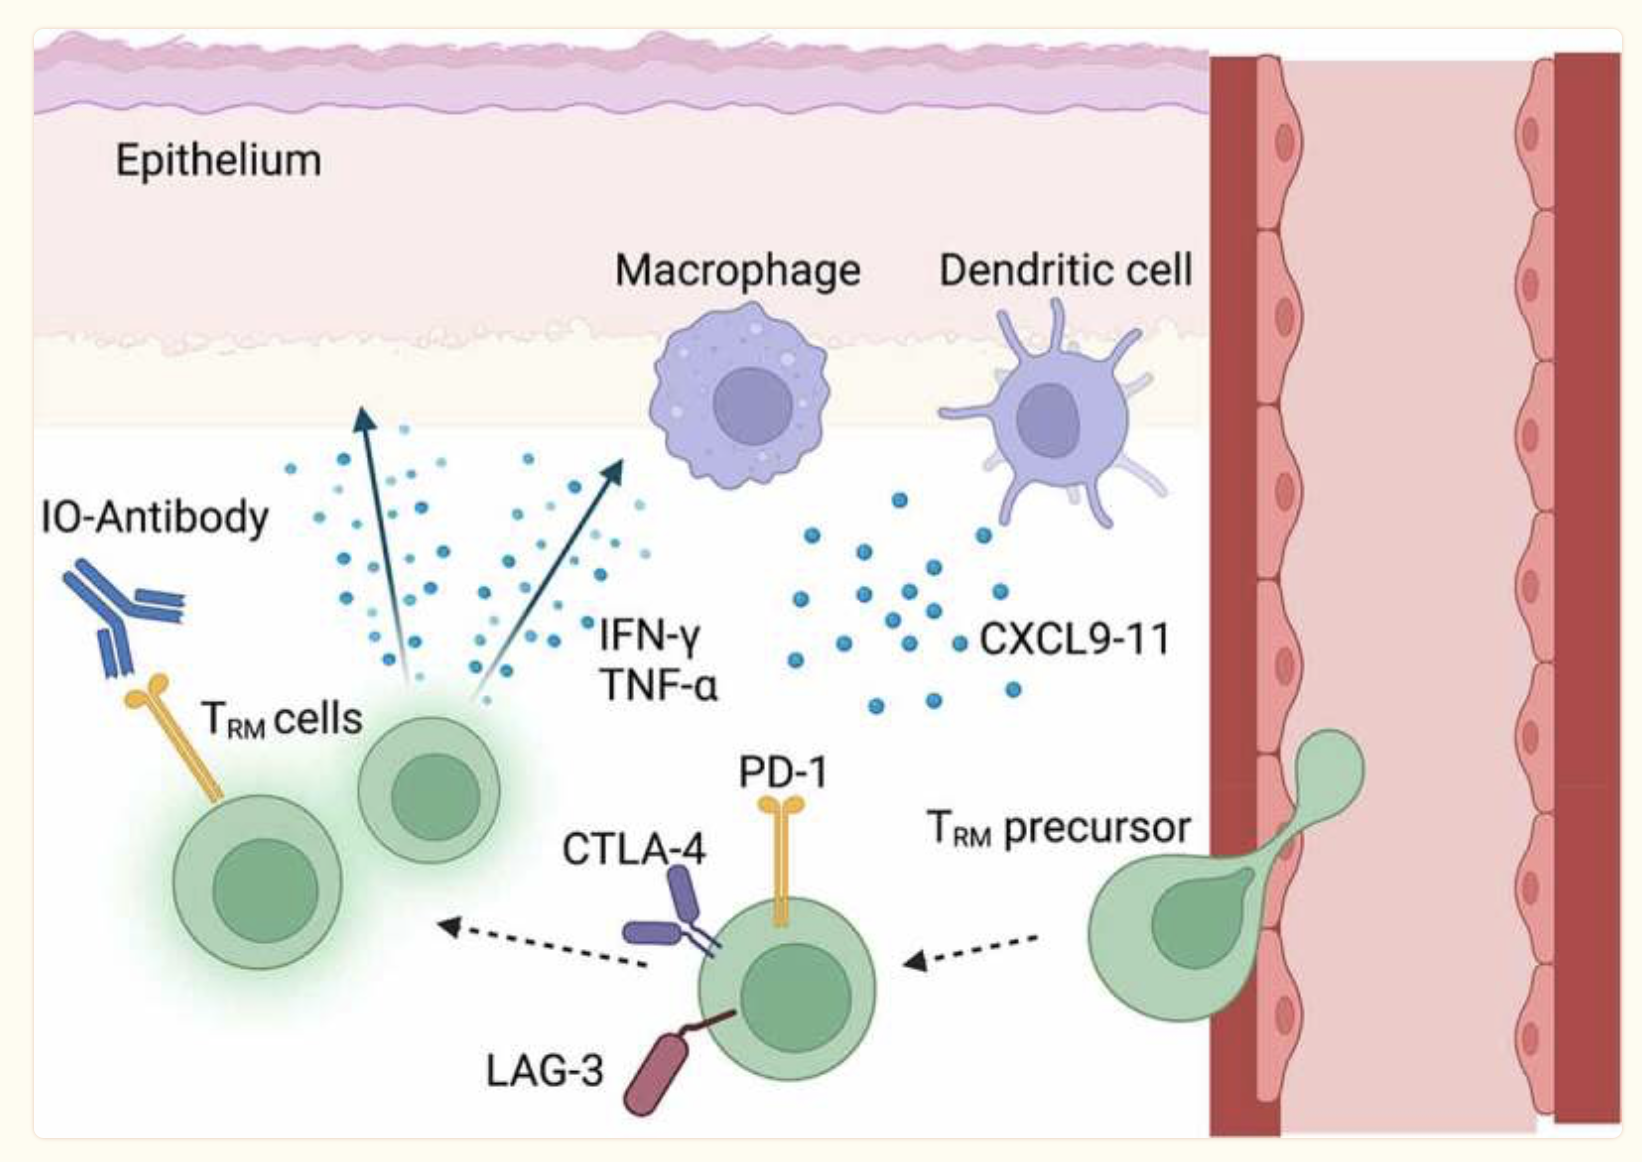 Epithelium
Macrophage
Dendritic cell
IO-Antibody
IFN-γ
TNF-α
CXCL9-11
TRM cells
PD-1
CTLA-4
TRM precursor
LAG-3